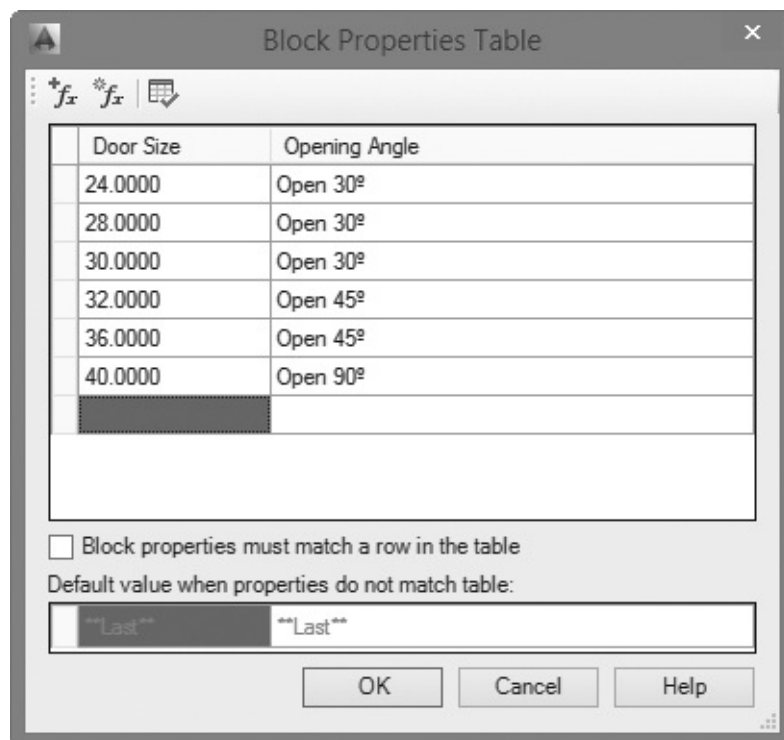 Block Properties Table
Door Size Opening Angle
24.0000 Open 30º
28.0000 Open 30º
30.0000 Open 30º
32.0000 Open 45º
36.0000 Open 45º
40.0000 Open 90º
Block properties must match a row in the table
Default value when properties do not match table:
**Last** **Last**
OK Cancel Help